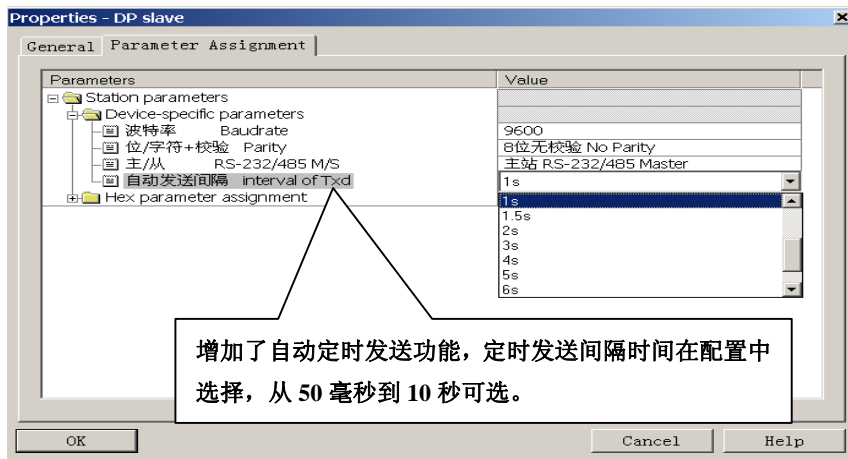 Properties - DP slave
General
Parameter Assignment
Parameters
Value
Station parameters
Device-specific parameters
波特率 Baudrate
9600
位/字符+校验 Parity
8位无校验 No Parity
主/从 RS-232/485 M/S
主站 RS-232/485 Master
自动发送间隔 interval of Txd
1s
Hex parameter assignment
1s
1.5s
2s
3s
4s
5s
6s
增加了自动定时发送功能，定时发送间隔时间在配置中
选择，从 50 毫秒到 10 秒可选。
OK
Cancel
Help